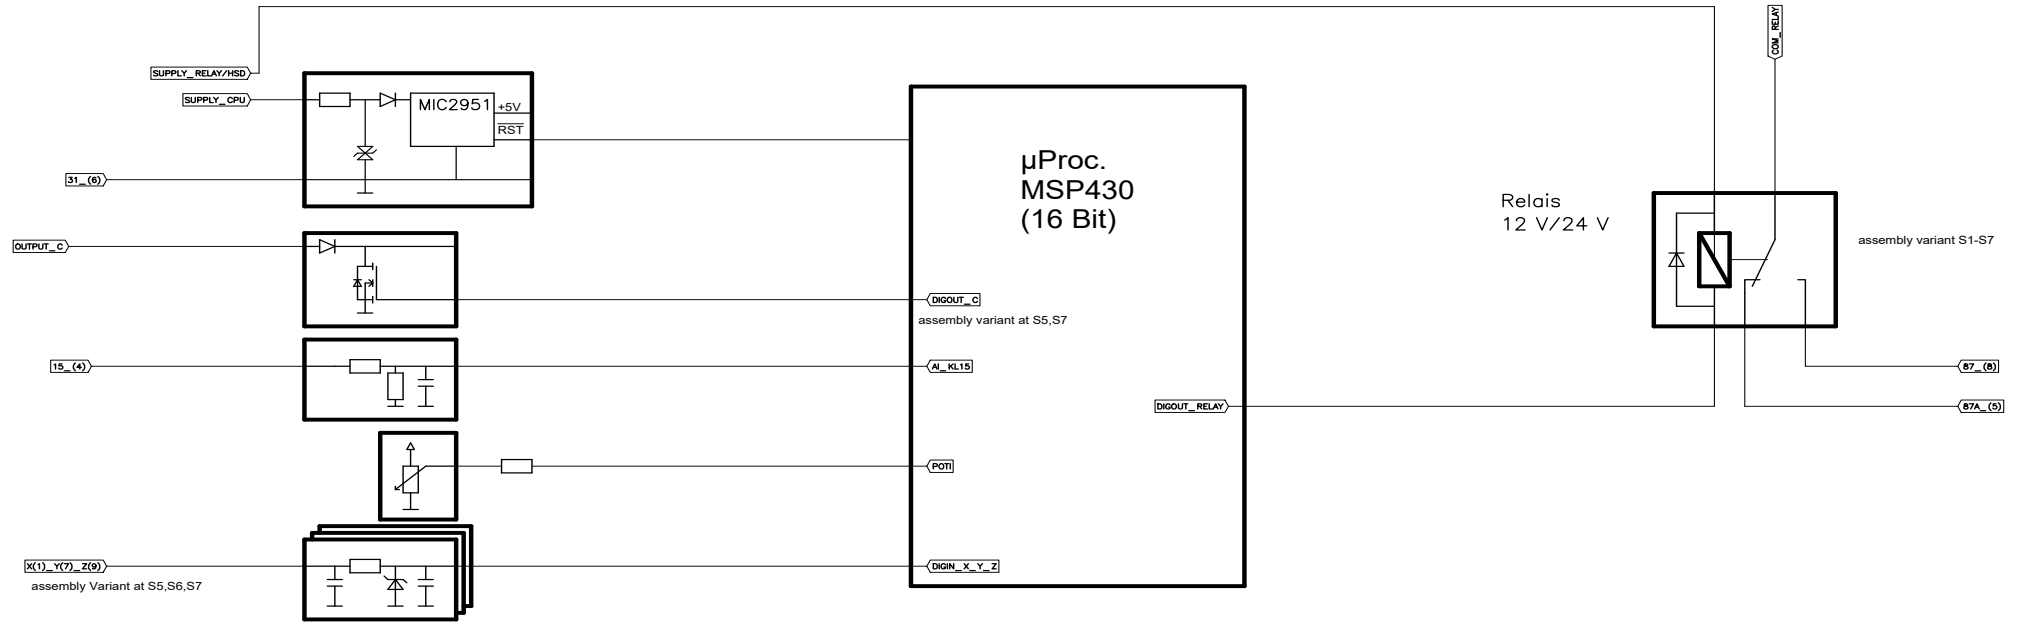 COM_RELAY
SUPPLY_RELAY/HSD
SUPPLY_CPU
MIC2951
+5V
RST
31_(6)
µProc.
MSP430
(16 Bit)
Relais
12 V/24 V
assembly variant S1-S7
OUTPUT_C
DIGOUT_C
assembly variant at S5,S7
15_(4)
AI_KL15
87_(8)
DIGOUT_RELAY
87A_(5)
POTI
X(1)_Y(7)_Z(9)
DIGIN_X_Y_Z
assembly Variant at S5,S6,S7